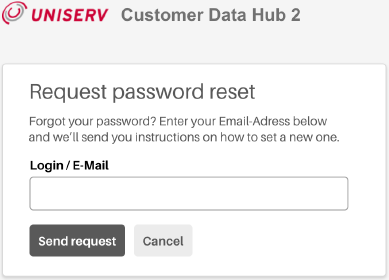 UNISERV Customer Data Hub 2
Request password reset
Forgot your password? Enter your Email-Adress below
and we'll send you instructions on how to set a new one.
Login / E-Mail
Send request Cancel